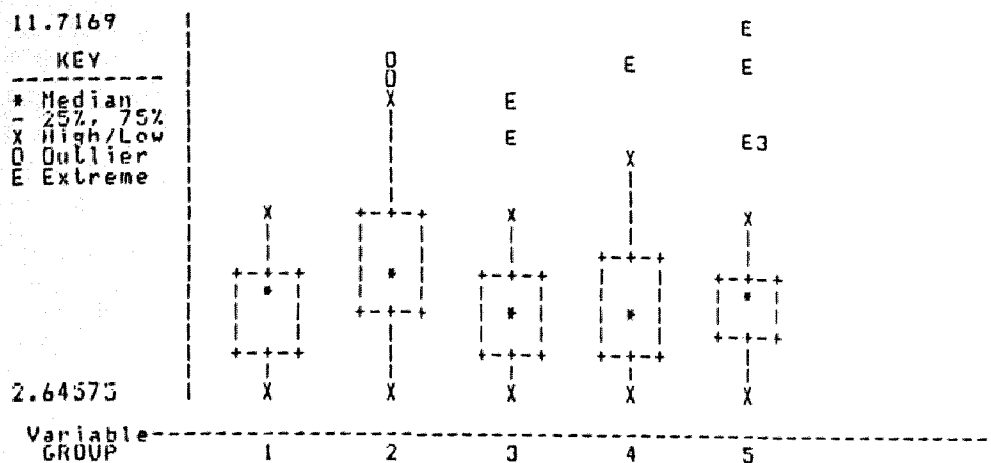 11.7169
KEY
* Median
- 25%, 75%
X High/Low
O Outlier
E Extreme
2.64575
E
O
O
E
E
X
E
E
E3
X
X
X
X
X
*
*
*
*
*
X
X
X
X
X
Variable
GROUP 1 2 3 4 5